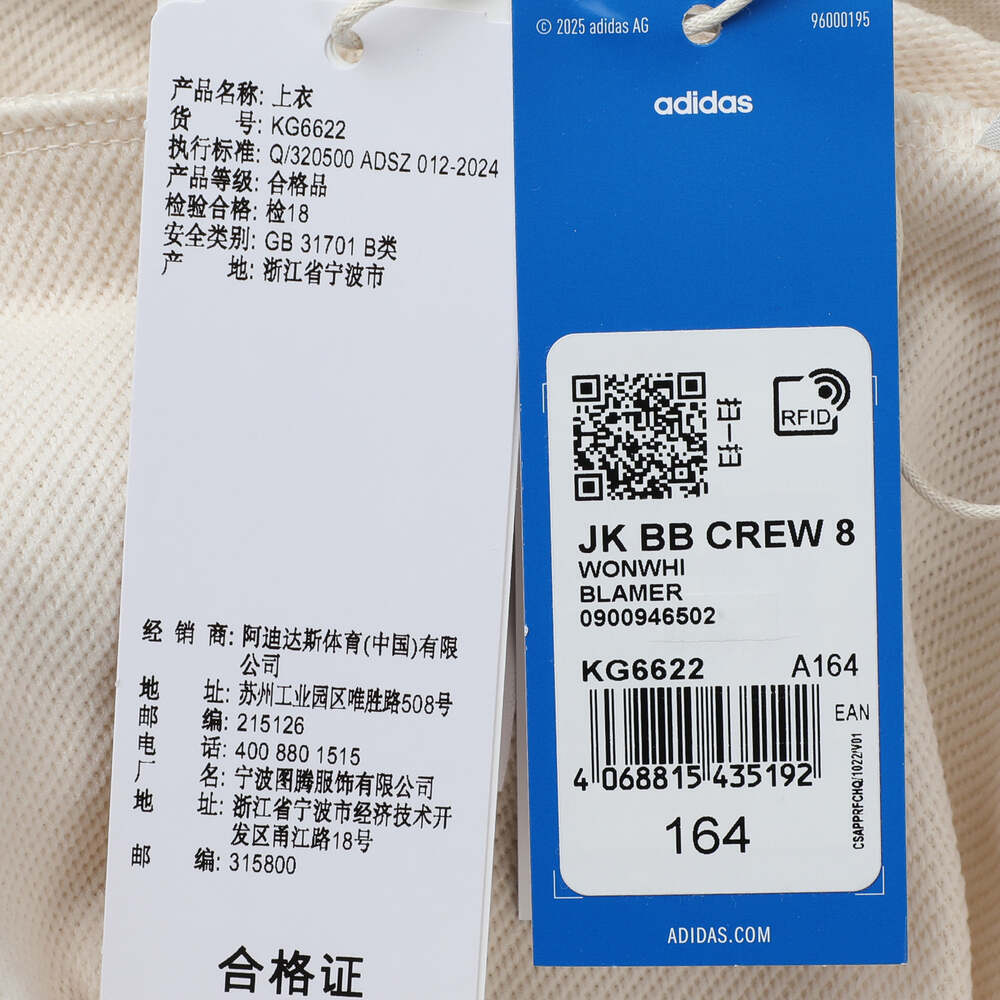 产品名称: 上衣
货 号: KG6622
执行标准: Q/320500 ADSZ 012-2024
产品等级: 合格品
检验合格: 检18
安全类别: GB 31701 B类
产 地: 浙江省宁波市
经 销 商: 阿迪达斯体育(中国)有限
公司
地 址: 苏州工业园区唯胜路508号
邮 编: 215126
电 话: 400 880 1515
厂 名: 宁波图腾服饰有限公司
地 址: 浙江省宁波市经济技术开
发区甬江路18号
邮 编: 315800
合格证
© 2025 adidas AG
96000195
adidas
扫一扫
RFID
JK BB CREW 8
WONWHI
BLAMER
0900946502
KG6622 A164
EAN
4 068815 435192
CSAPPRFCHQ/1022/V01
164
ADIDAS.COM